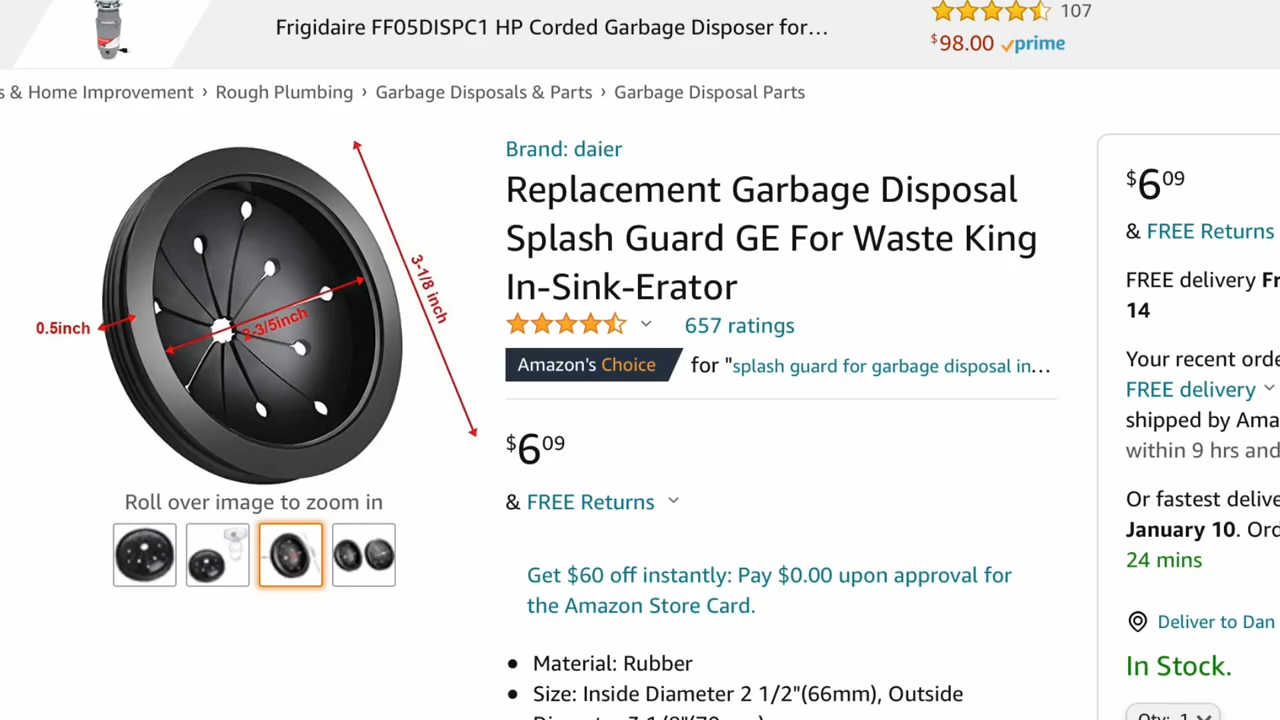 Frigidaire FF05DISPC1 HP Corded Garbage Disposer for…
107
$98.00 prime
s & Home Improvement › Rough Plumbing › Garbage Disposals & Parts › Garbage Disposal Parts
Brand: daier
Replacement Garbage Disposal
Splash Guard GE For Waste King
In-Sink-Erator
657 ratings
Amazon's Choice for "splash guard for garbage disposal in…
$6 09
& FREE Returns
Get $60 off instantly: Pay $0.00 upon approval for
the Amazon Store Card.
• Material: Rubber
• Size: Inside Diameter 2 1/2"(66mm), Outside
0.5inch
2-3/5inch
3-1/8 inch
Roll over image to zoom in
$6 09
& FREE Returns
FREE delivery Fr
14
Your recent orde
FREE delivery
shipped by Ama
within 9 hrs and
Or fastest delive
January 10. Ord
24 mins
Deliver to Dan
In Stock.
Qty: 1